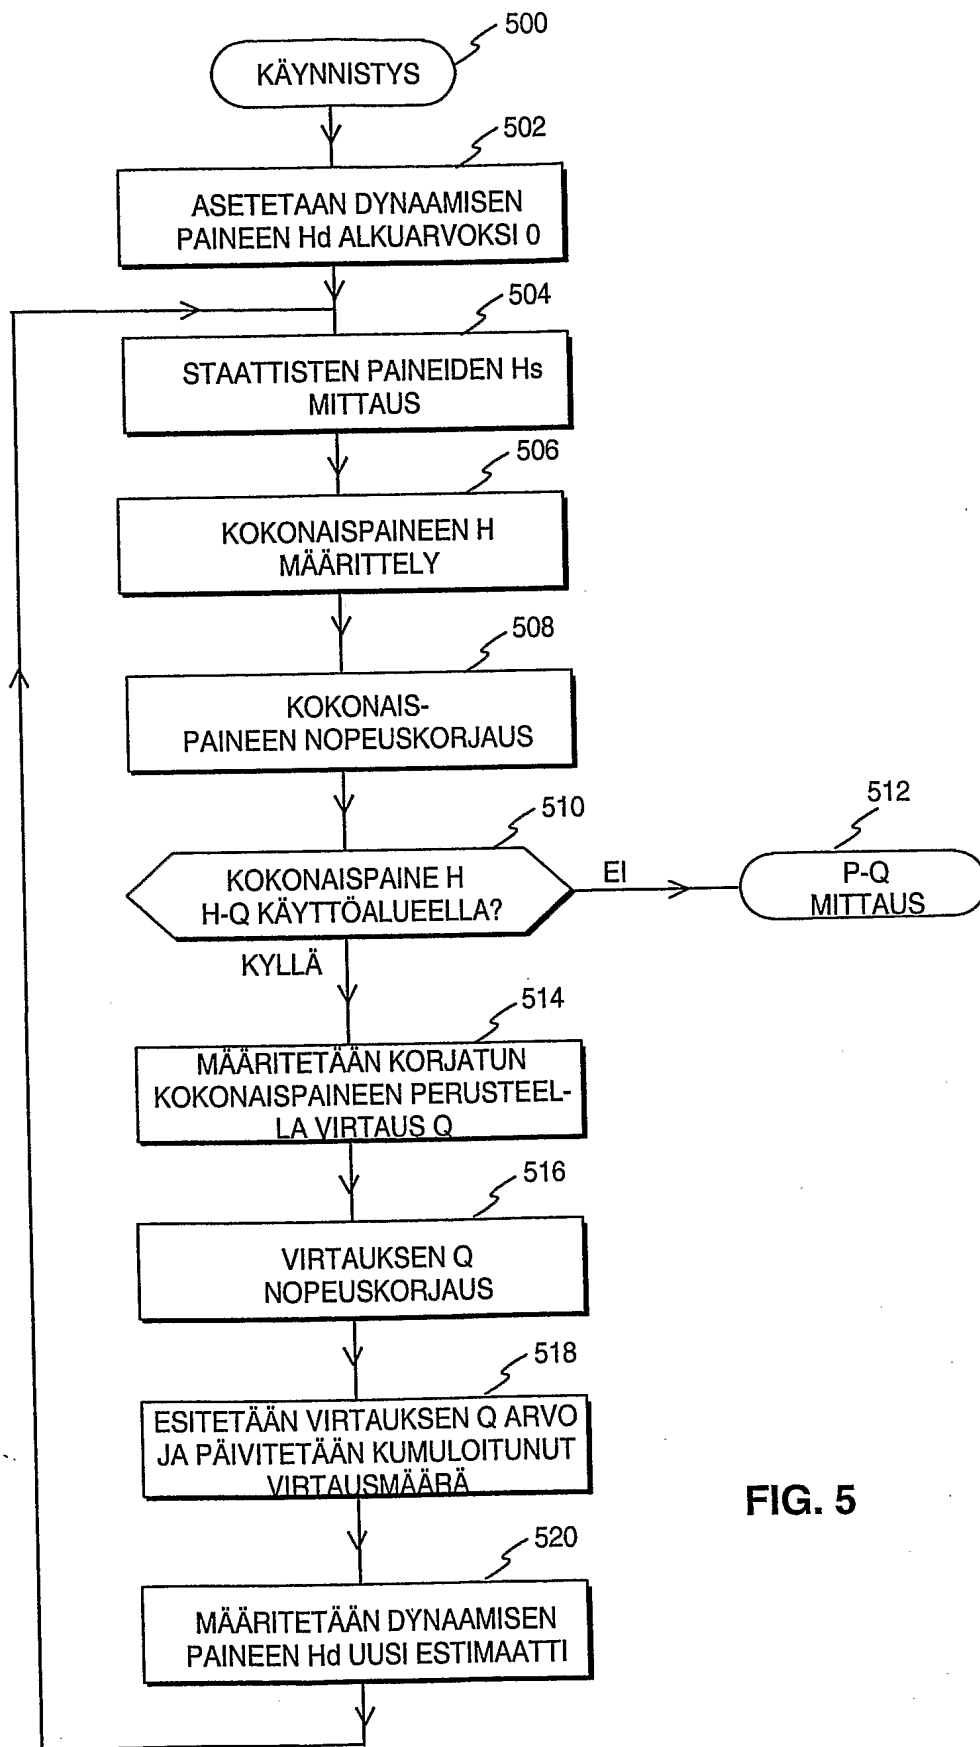 500
KÄYNNISTYS
502
ASETETAAN DYNAAMISEN
PAINEEN Hd ALKUARVOKSI 0
504
STAATTISTEN PAINEIDEN Hs
MITTAUS
506
KOKONAISPAINEEN H
MÄÄRITTELY
508
KOKONAIS-
PAINEEN NOPEUSKORJAUS
510
KOKONAISPAINE H
H-Q KÄYTTÖALUEELLA?
EI
512
P-Q
MITTAUS
KYLLÄ
514
MÄÄRITETÄÄN KORJATUN
KOKONAISPAINEEN PERUSTEEL-
LA VIRTAUS Q
516
VIRTAUKSEN Q
NOPEUSKORJAUS
518
ESITETÄÄN VIRTAUKSEN Q ARVO
JA PÄIVITETÄÄN KUMULOITUNUT
VIRTAUSMÄÄRÄ
FIG. 5
520
MÄÄRITETÄÄN DYNAAMISEN
PAINEEN Hd UUSI ESTIMAATTI